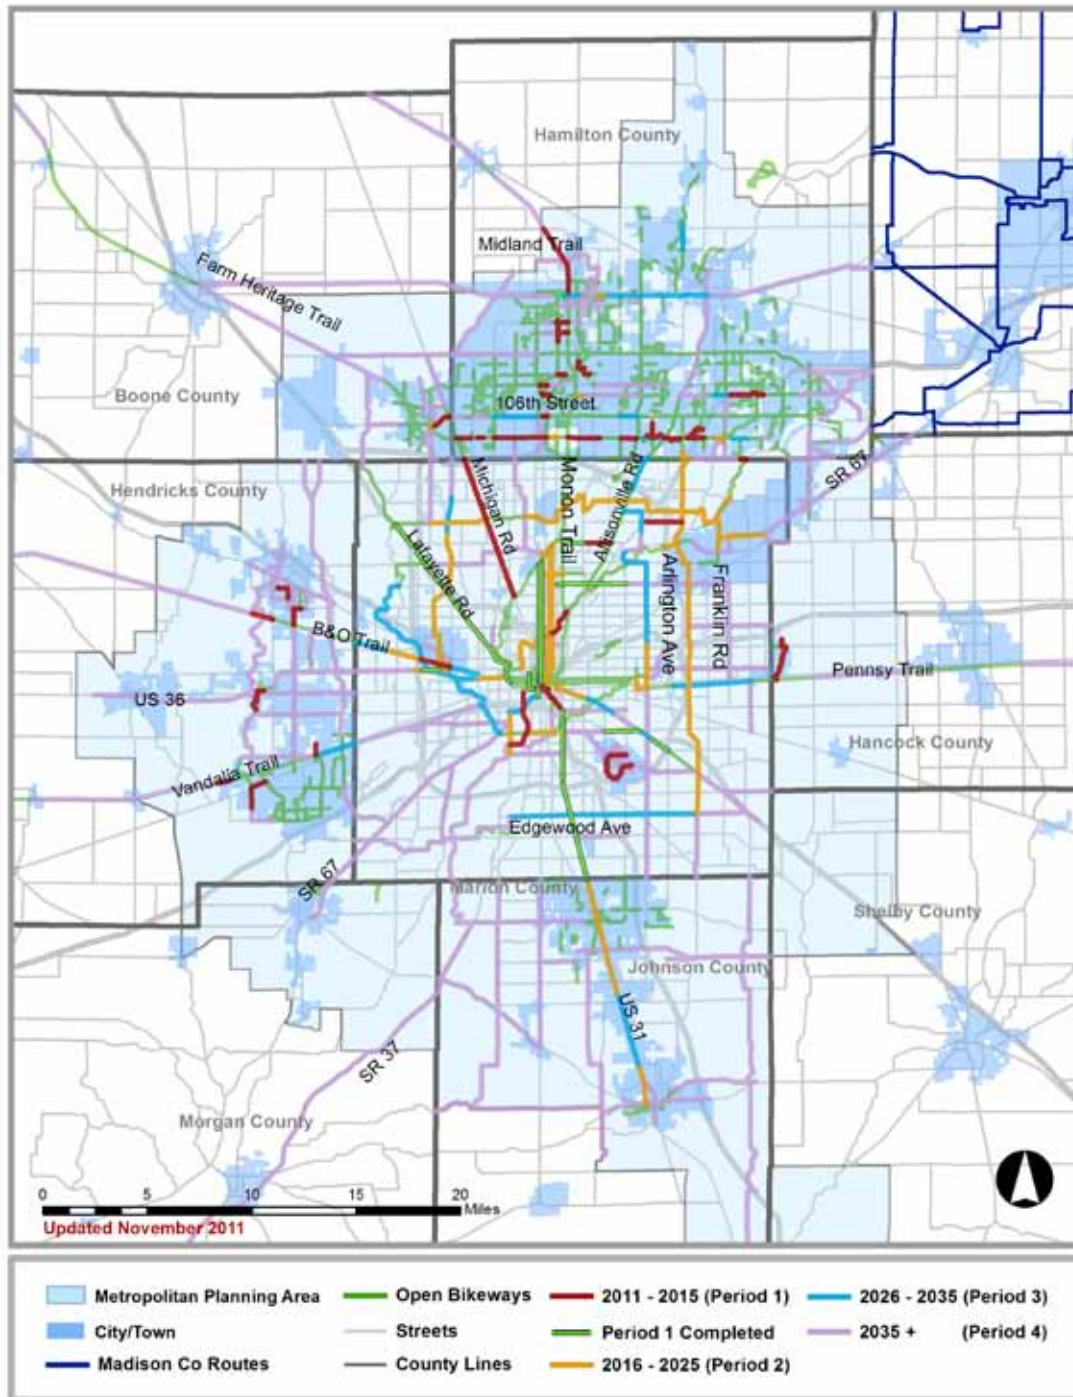 Hamilton County
Midland Trail
Farm Heritage Trail
Boone County
106th Street
Hendricks County
Michigan Rd
Monon Trail
Allisonville Rd
SR 67
Lafayette Rd
Arlington Ave
Franklin Rd
B&O Trail
Pennsy Trail
US 36
Hancock County
Vandalia Trail
Edgewood Ave
SR 67
Marion County
Shelby County
Johnson County
US 31
SR 37
Morgan County
0 5 10 15 20
Miles
Updated November 2011
Metropolitan Planning Area
Open Bikeways
2011 - 2015 (Period 1)
2026 - 2035 (Period 3)
City/Town
Streets
Period 1 Completed
2035 + (Period 4)
Madison Co Routes
County Lines
2016 - 2025 (Period 2)